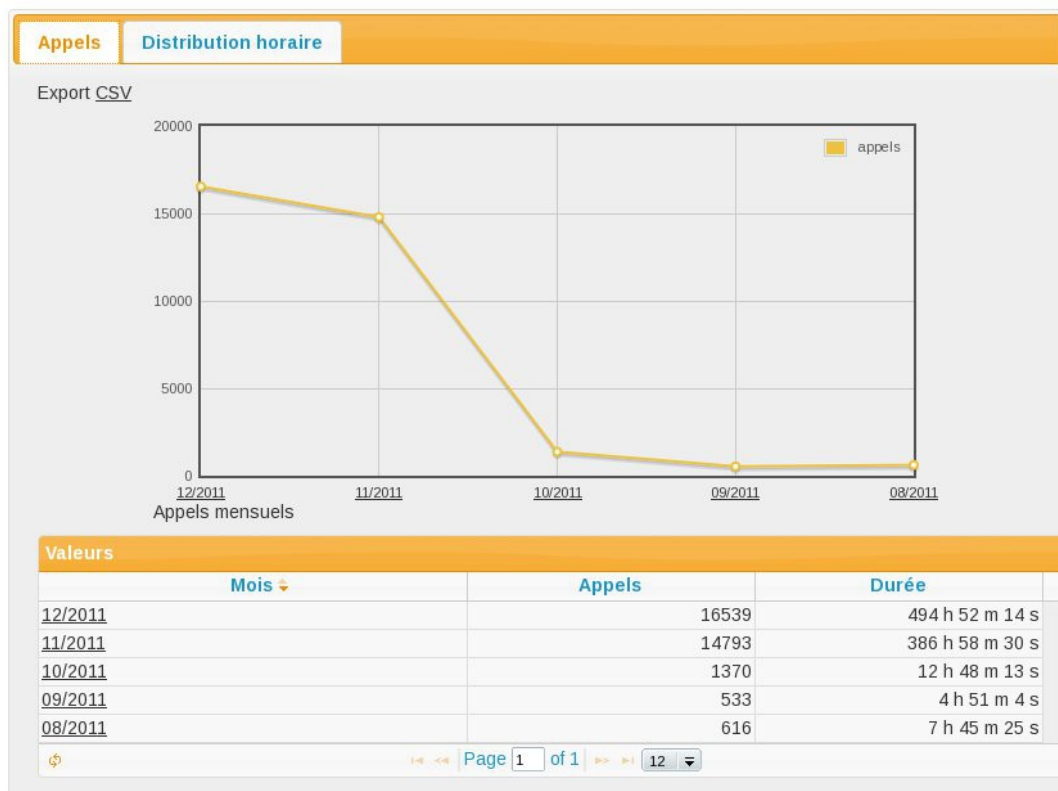 Appels Distribution horaire
Export CSV
20000
appels
15000
10000
5000
0
12/2011 11/2011 10/2011 09/2011 08/2011
Appels mensuels
Valeurs
Mois Appels Durée
12/2011 16539 494 h 52 m 14 s
11/2011 14793 386 h 58 m 30 s
10/2011 1370 12 h 48 m 13 s
09/2011 533 4 h 51 m 4 s
08/2011 616 7 h 45 m 25 s
Page 1 of 1 12